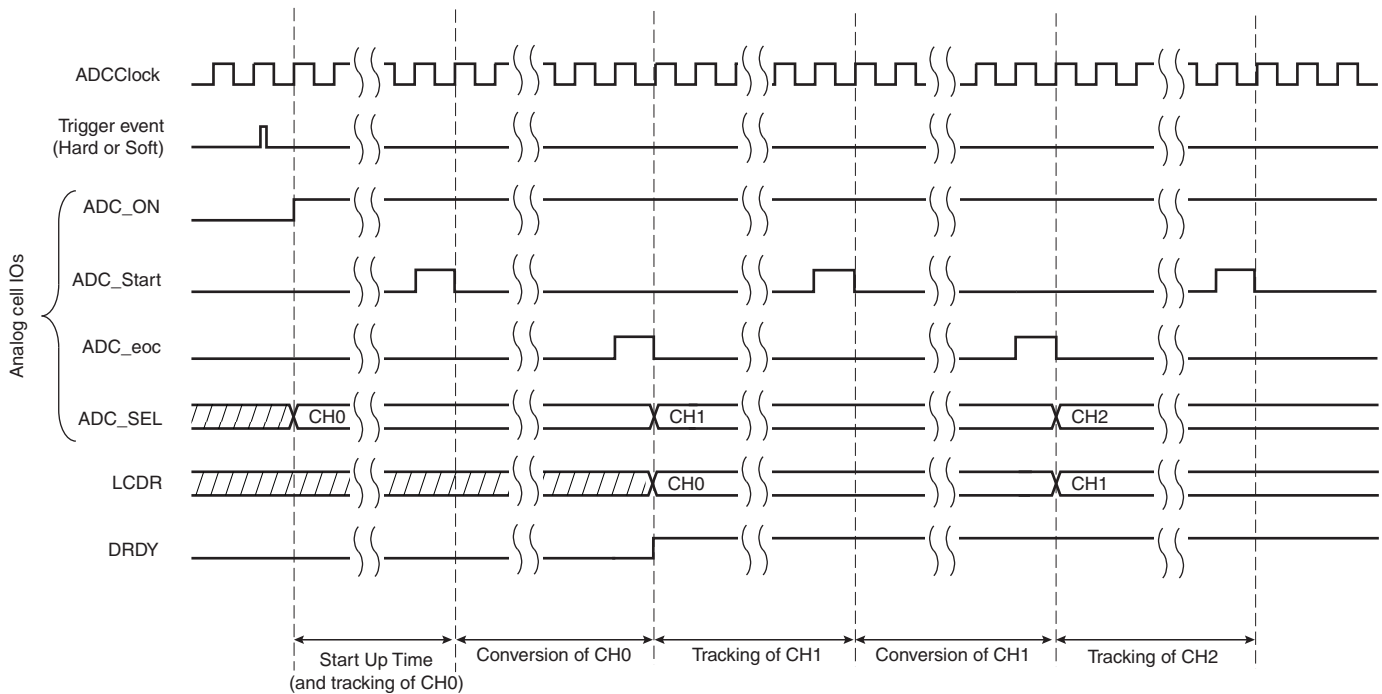 ADCClock
Trigger event
(Hard or Soft)
Analog cell IOs
ADC_ON
ADC_Start
ADC_eoc
ADC_SEL
CH0
CH1
CH2
LCDR
CH0
CH1
DRDY
Start Up Time
(and tracking of CH0)
Conversion of CH0
Tracking of CH1
Conversion of CH1
Tracking of CH2